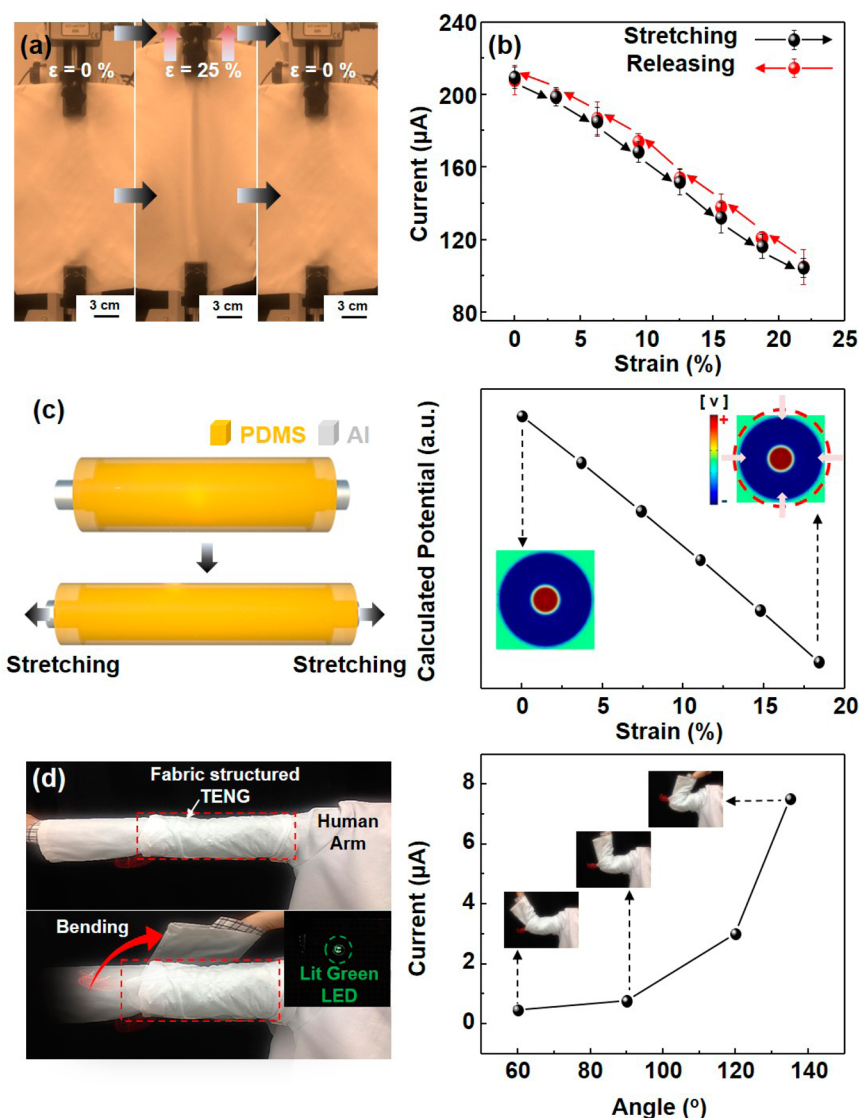 (a)
ε = 0 %
ε = 25 %
ε = 0 %
3 cm
3 cm
3 cm
(b)
Stretching
Releasing
Current (μA)
240
200
160
120
80
0
5
10
15
20
25
Strain (%)
(c)
PDMS
Al
Stretching
Stretching
Calculated Potential (a.u.)
[ v ]
+
-
0
5
10
15
20
Strain (%)
(d)
Fabric structured
TENG
Human
Arm
Bending
Lit Green
LED
Current (μA)
8
6
4
2
0
60
80
100
120
140
Angle (º)